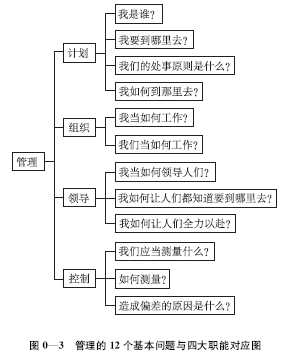 我是谁？
我要到哪里去？
计划
我们的处事原则是什么？
我如何到那里去？
我当如何工作？
组织
我们当如何工作？
管理
我当如何领导人们？
领导
我如何让人们都知道要到哪里去？
我如何让人们全力以赴？
我们应当测量什么？
控制
如何测量？
造成偏差的原因是什么？
图 0—3 管理的 12 个基本问题与四大职能对应图